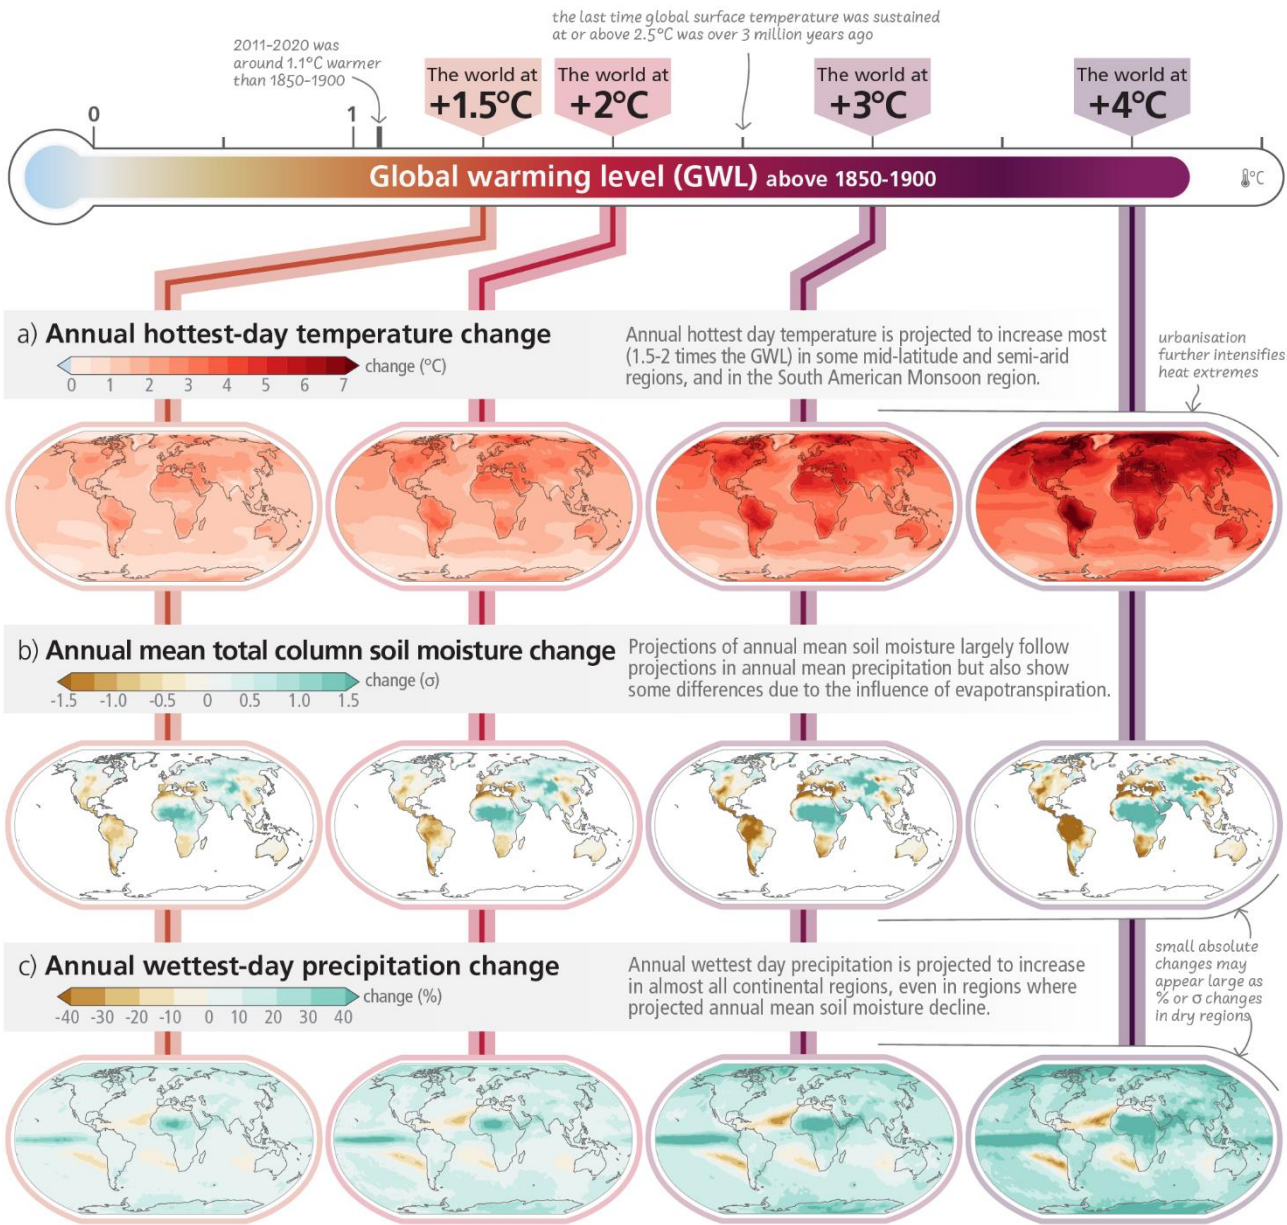 the last time global surface temperature was sustained
at or above 2.5°C was over 3 million years ago
2011-2020 was
around 1.1°C warmer
than 1850-1900
The world at
+1.5°C
The world at
+2°C
The world at
+3°C
The world at
+4°C
0
1
Global warming level (GWL) above 1850-1900
°C
a) Annual hottest-day temperature change
change (°C)
0 1 2 3 4 5 6 7
Annual hottest day temperature is projected to increase most
(1.5-2 times the GWL) in some mid-latitude and semi-arid
regions, and in the South American Monsoon region.
urbanisation
further intensifies
heat extremes
b) Annual mean total column soil moisture change
change (σ)
-1.5 -1.0 -0.5 0 0.5 1.0 1.5
Projections of annual mean soil moisture largely follow
projections in annual mean precipitation but also show
some differences due to the influence of evapotranspiration.
c) Annual wettest-day precipitation change
change (%)
-40 -30 -20 -10 0 10 20 30 40
Annual wettest day precipitation is projected to increase
in almost all continental regions, even in regions where
projected annual mean soil moisture decline.
small absolute
changes may
appear large as
% or σ changes
in dry regions